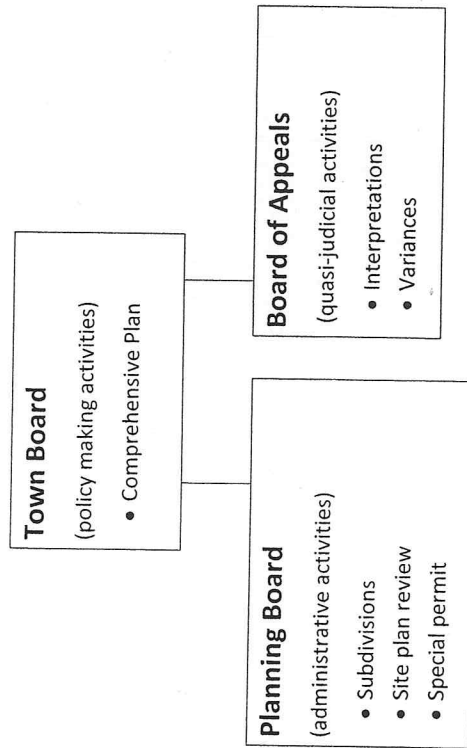 Town Board
(policy making activities)
• Comprehensive Plan
Planning Board
(administrative activities)
• Subdivisions
• Site plan review
• Special permit
Board of Appeals
(quasi-judicial activities)
• Interpretations
• Variances